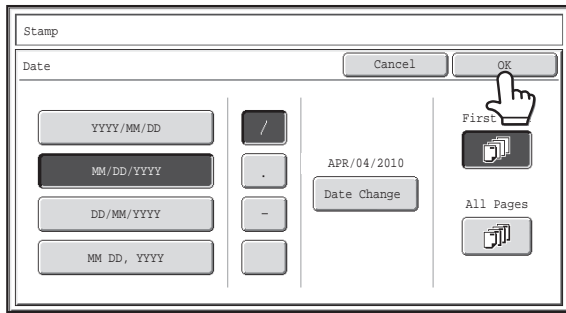 Stamp
Date
Cancel
OK
YYYY/MM/DD
MM/DD/YYYY
DD/MM/YYYY
MM DD, YYYY
/
.
-
APR/04/2010
Date Change
First
All Pages